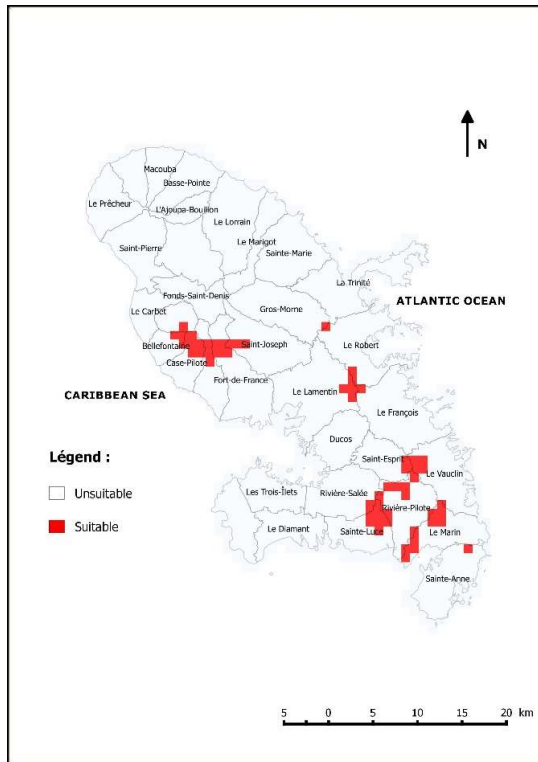 N
Macouba
Basse-Pointe
Le Prêcheur
L'Ajoupa-Bouillon
Le Lorrain
Saint-Pierre
Le Marigot
Sainte-Marie
La Trinité
Fonds-Saint-Denis
ATLANTIC OCEAN
Le Carbet
Gros-Morne
Bellefontaine
Saint-Joseph
Le Robert
Case-Pilote
Fort-de-France
CARIBBEAN SEA
Le Lamentin
Le François
Ducos
Légend :
Saint-Esprit
Le Vauclin
Unsuitable
Les Trois-Îlets
Rivière-Salée
Rivière-Pilote
Suitable
Le Diamant
Sainte-Luce
Le Marin
Sainte-Anne
5 0 5 10 15 20 km